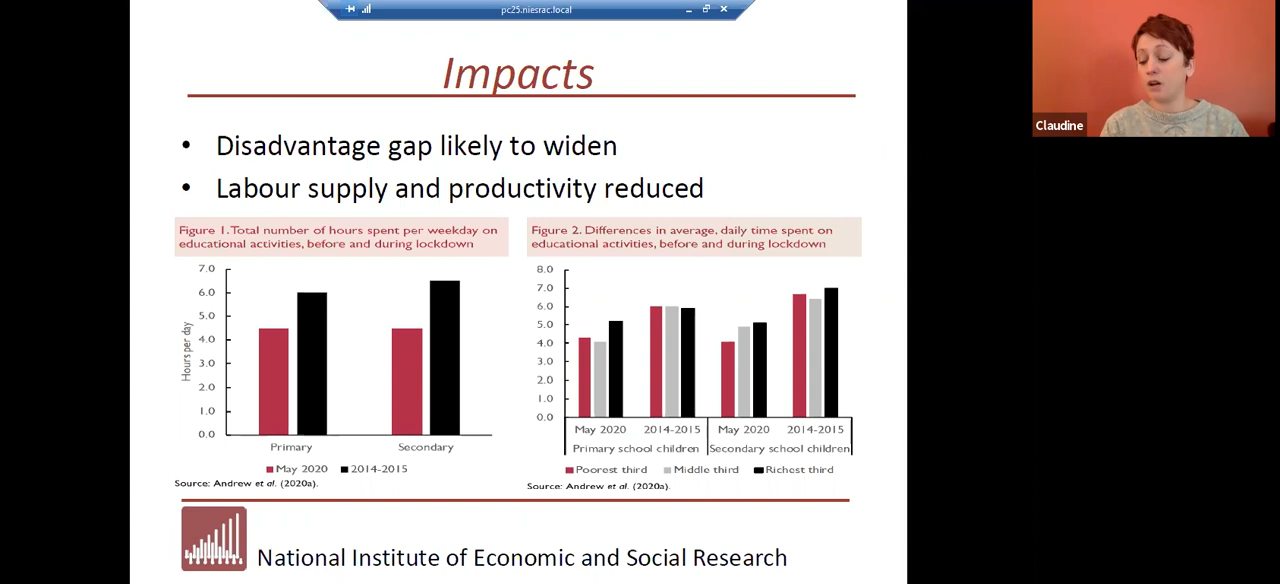 pc25.niesrac.local
Impacts
Claudine
• Disadvantage gap likely to widen
• Labour supply and productivity reduced
Figure 1. Total number of hours spent per weekday on
educational activities, before and during lockdown
7.0
6.0
5.0
4.0
3.0
2.0
1.0
0.0
Hours per day
Primary
Secondary
May 2020
2014-2015
Source: Andrew et al. (2020a).
Figure 2. Differences in average, daily time spent on
educational activities, before and during lockdown
8.0
7.0
6.0
5.0
4.0
3.0
2.0
1.0
0.0
May 2020
2014-2015
May 2020
2014-2015
Primary school children
Secondary school children
Poorest third
Middle third
Richest third
Source: Andrew et al. (2020a).
National Institute of Economic and Social Research